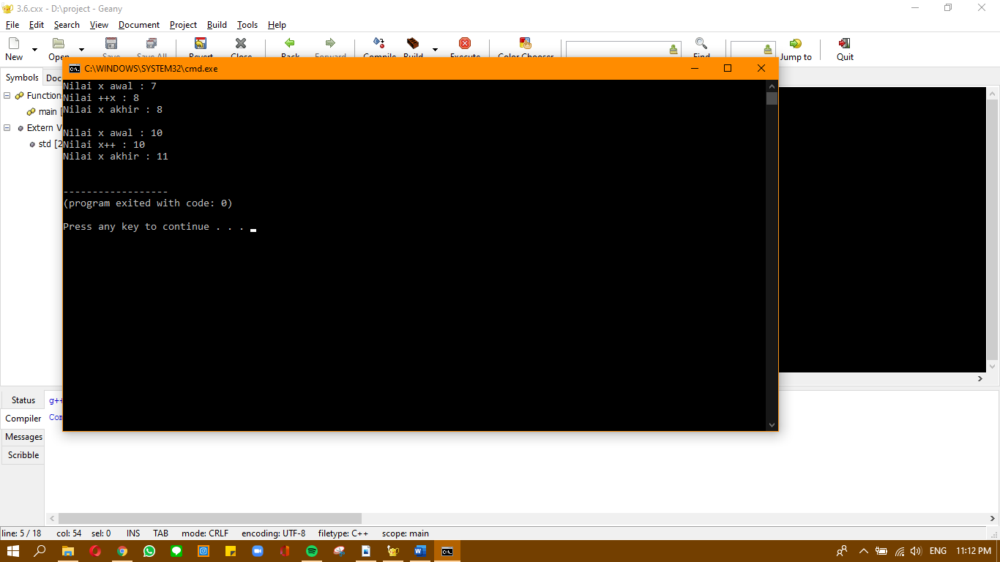 3.6.cxx - D:\project - Geany
File Edit Search View Document Project Build Tools Help
New Open Save Save All Revert Close Back Forward Compile Build Execute Color Chooser Find Jump to Quit
C:\WINDOWS\SYSTEM32\cmd.exe
Symbols Doc
Function
main [
Extern V
std [2
Nilai x awal : 7
Nilai ++x : 8
Nilai x akhir : 8
Nilai x awal : 10
Nilai x++ : 10
Nilai x akhir : 11
------------------
(program exited with code: 0)
Press any key to continue . . .
Status
Compiler
Messages
Scribble
g++
Com
line: 5 / 18 col: 54 sel: 0 INS TAB mode: CRLF encoding: UTF-8 filetype: C++ scope: main
ENG 11:12 PM